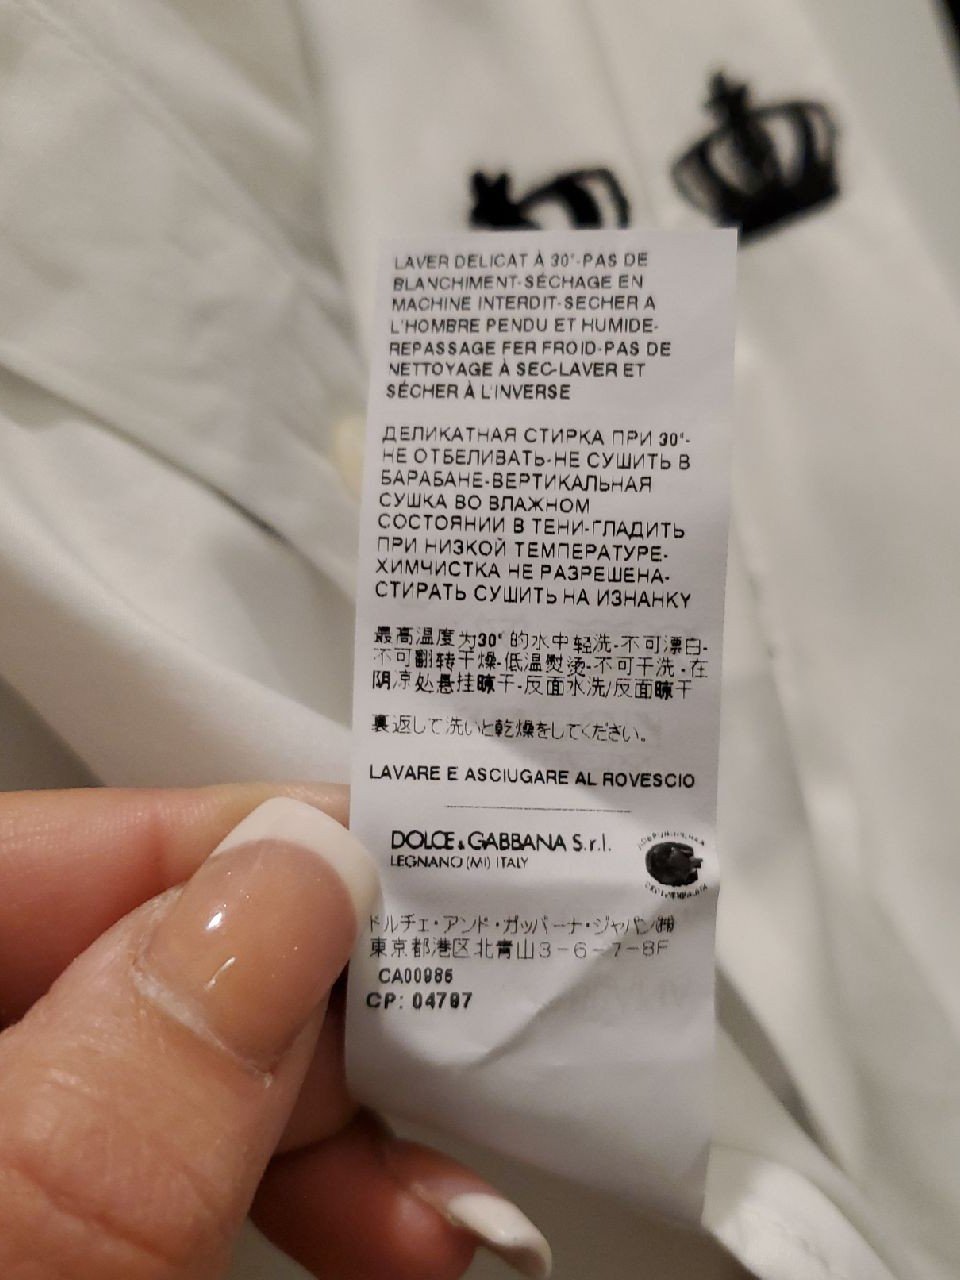 LAVER DELICAT À 30°-PAS DE
BLANCHIMENT-SÉCHAGE EN
MACHINE INTERDIT-SECHER A
L'HOMBRE PENDU ET HUMIDE-
REPASSAGE FER FROID-PAS DE
NETTOYAGE À SEC-LAVER ET
SÉCHER À L'INVERSE
ДЕЛИКАТНАЯ СТИРКА ПРИ 30°-
НЕ ОТБЕЛИВАТЬ-НЕ СУШИТЬ В
БАРАБАНЕ-ВЕРТИКАЛЬНАЯ
СУШКА ВО ВЛАЖНОМ
СОСТОЯНИИ В ТЕНИ-ГЛАДИТЬ
ПРИ НИЗКОЙ ТЕМПЕРАТУРЕ-
ХИМЧИСТКА НЕ РАЗРЕШЕНА-
СТИРАТЬ СУШИТЬ НА ИЗНАНКУ
最高温度为30°的水中轻洗-不可漂白-
不可翻转干燥-低温熨烫-不可干洗-在
阴凉处悬挂晾干-反面水洗/反面晾干
裏返して洗いと乾燥をしてください。
LAVARE E ASCIUGARE AL ROVESCIO
DOLCE & GABBANA S.r.l.
LEGNANO (MI) ITALY
ドルチェ・アンド・ガッバーナ・ジャパン㈱
東京都港区北青山3-6-7-8F
CA00986
CP: 04797